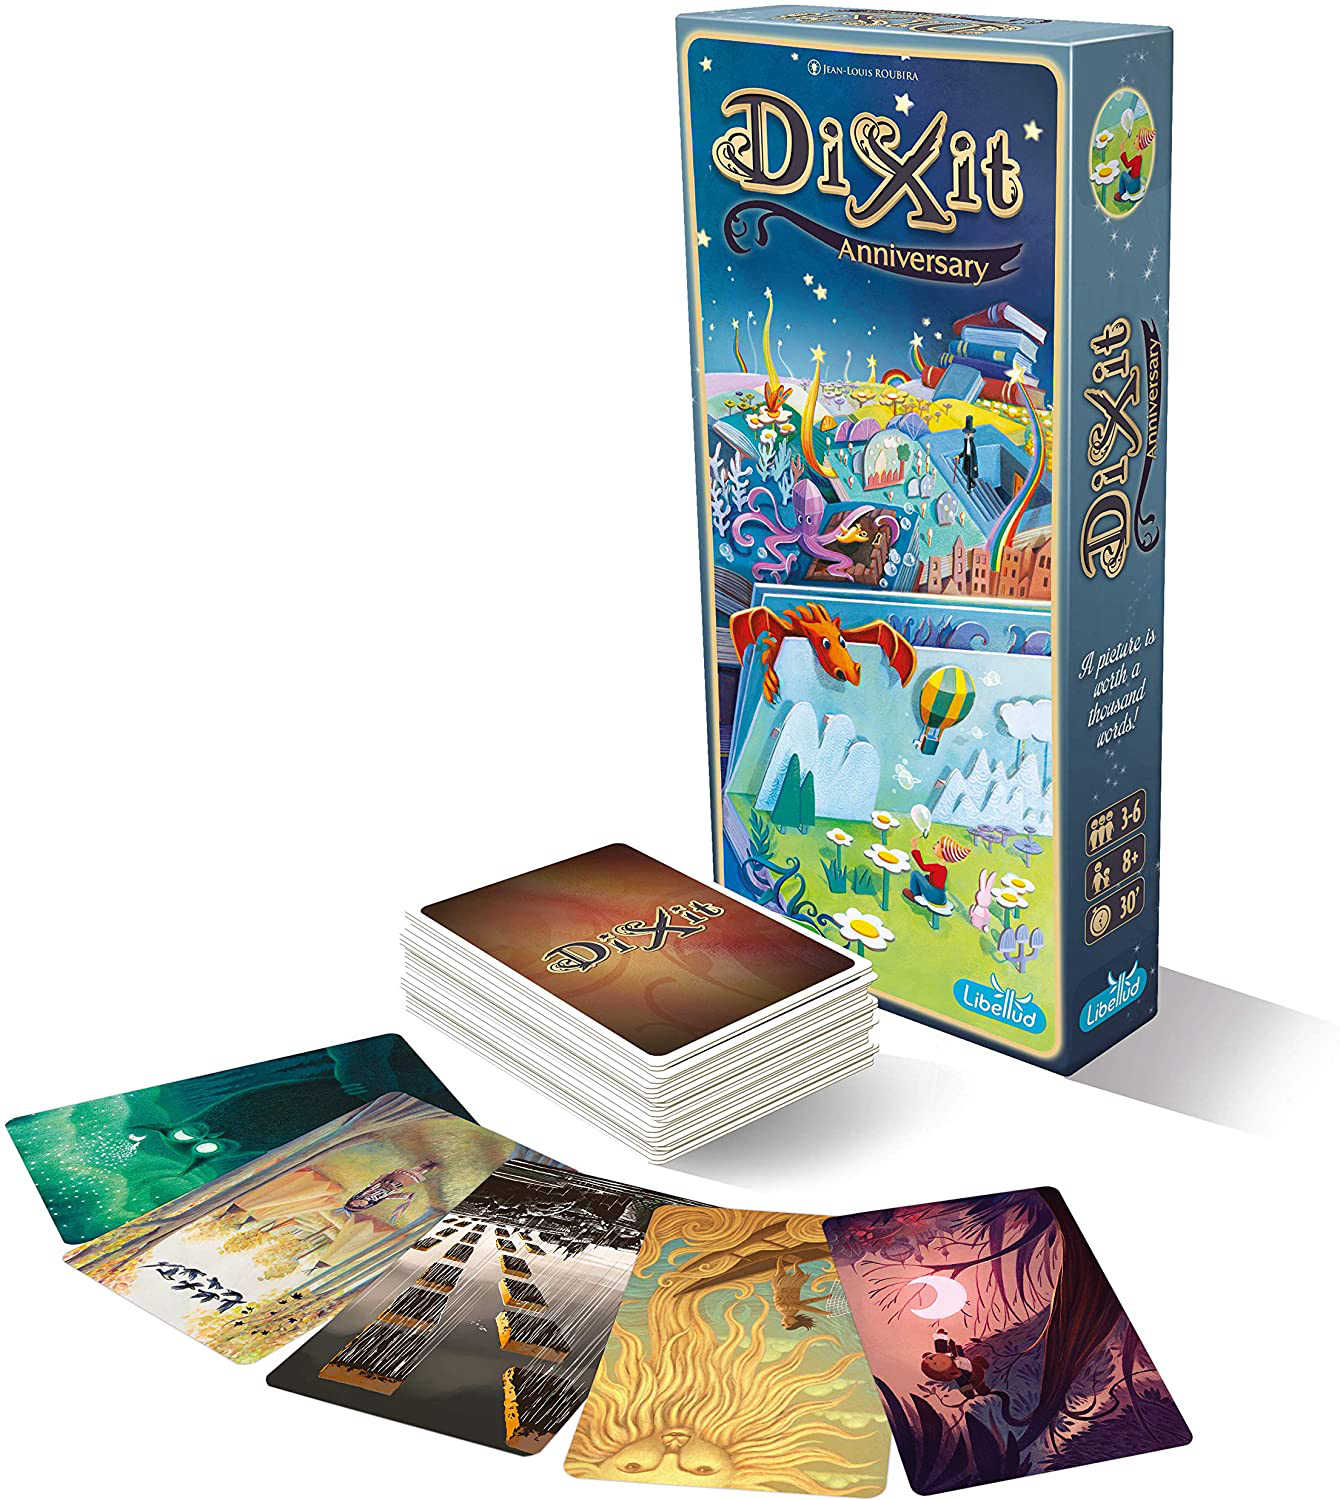 JEAN-LOUIS ROUBIRA
DiXit
Anniversary
Libellud
DiXit
Anniversary
A picture is
worth a
thousand
words!
3-6
8+
30'
Libellud
DiXit